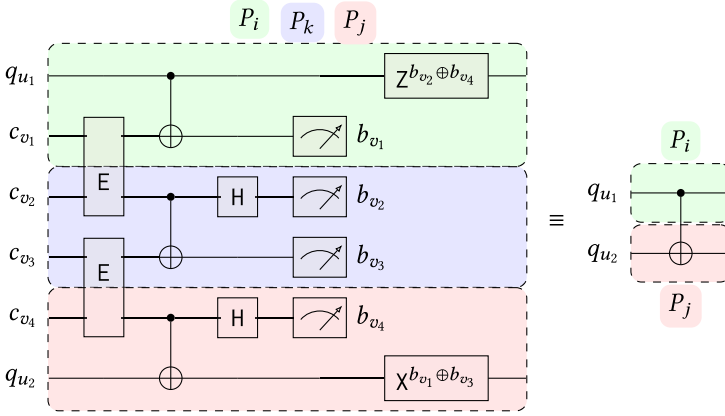 P_i P_k P_j
q_{u_1} Z^{b_{v_2} ⊕ b_{v_4}}
c_{v_1} b_{v_1}
E
c_{v_2} H b_{v_2}
c_{v_3} b_{v_3}
E
c_{v_4} H b_{v_4}
q_{u_2} X^{b_{v_1} ⊕ b_{v_3}}
≡
P_i
q_{u_1}
q_{u_2}
P_j